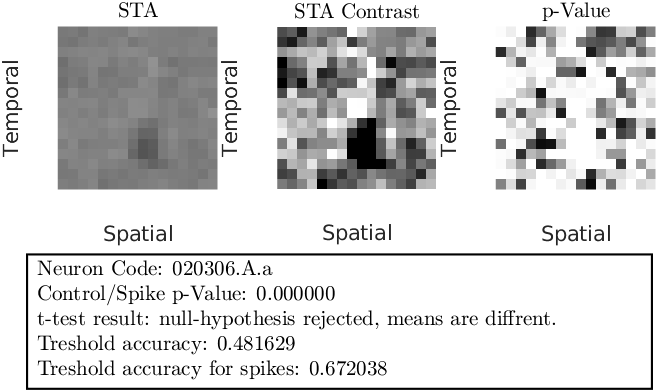 STA
STA Contrast
p-Value
Temporal
Temporal
Temporal
Spatial
Spatial
Spatial
Neuron Code: 020306.A.a
Control/Spike p-Value: 0.000000
t-test result: null-hypothesis rejected, means are diffrent.
Treshold accuracy: 0.481629
Treshold accuracy for spikes: 0.672038